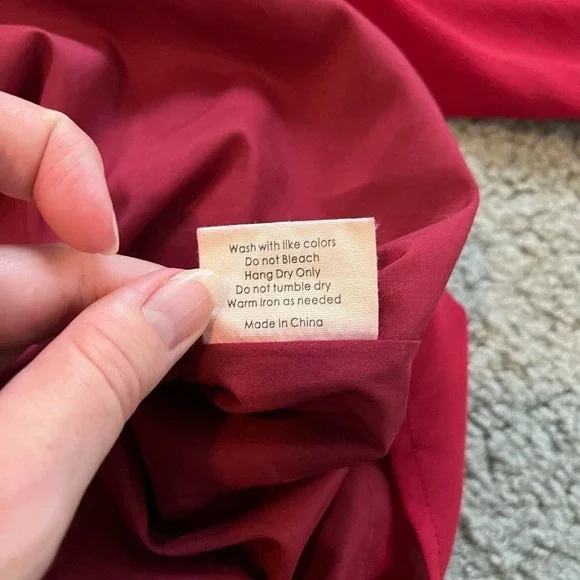 Wash with like colors
Do not Bleach
Hang Dry Only
Do not tumble dry
Warm iron as needed
Made in China